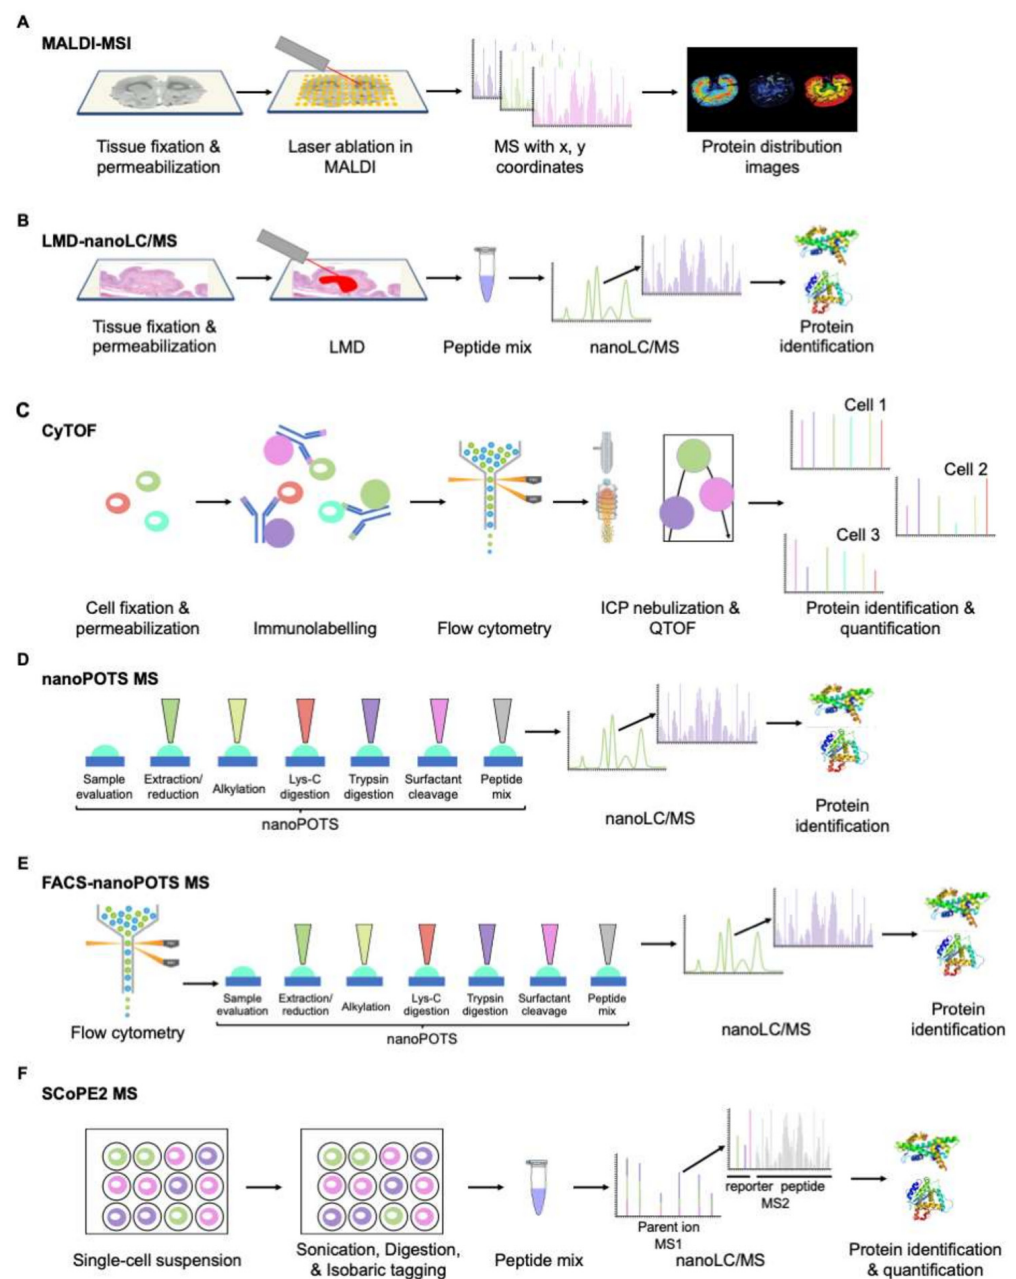 A
MALDI-MSI
Tissue fixation &
permeabilization
Laser ablation in
MALDI
MS with x, y
coordinates
Protein distribution
images
B
LMD-nanoLC/MS
Tissue fixation &
permeabilization
LMD
Peptide mix
nanoLC/MS
Protein
identification
C
CyTOF
Cell 1
Cell 2
Cell 3
Cell fixation &
permeabilization
Immunolabelling
Flow cytometry
ICP nebulization &
QTOF
Protein identification &
quantification
D
nanoPOTS MS
Sample
evaluation
Extraction/
reduction
Alkylation
Lys-C
digestion
Trypsin
digestion
Surfactant
cleavage
Peptide
mix
nanoPOTS
nanoLC/MS
Protein
identification
E
FACS-nanoPOTS MS
Flow cytometry
Sample
evaluation
Extraction/
reduction
Alkylation
Lys-C
digestion
Trypsin
digestion
Surfactant
cleavage
Peptide
mix
nanoPOTS
nanoLC/MS
Protein
identification
F
SCoPE2 MS
Single-cell suspension
Sonication, Digestion,
& Isobaric tagging
Peptide mix
Parent ion
MS1
reporter peptide
MS2
nanoLC/MS
Protein identification
& quantification